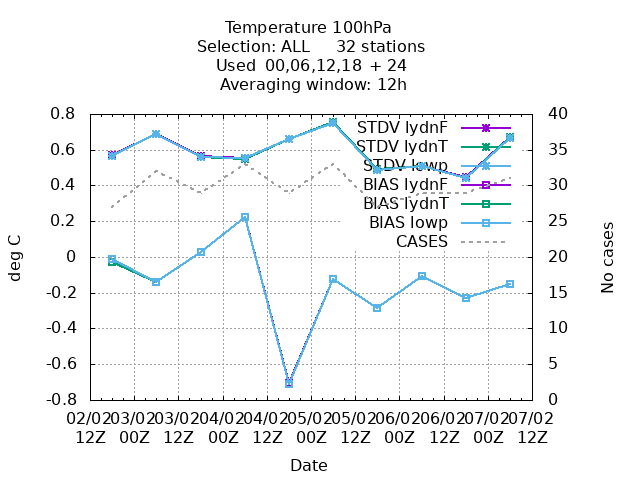 Temperature 100hPa
Selection: ALL 32 stations
Used 00,06,12,18 + 24
Averaging window: 12h
0.8
0.6
0.4
0.2
0
-0.2
-0.4
-0.6
-0.8
deg C
40
35
30
25
20
15
10
5
0
No cases
STDV lydnF
STDV lydnT
STDV lowp
BIAS lydnF
BIAS lydnT
BIAS lowp
CASES
02/02 03/02 03/02 04/02 04/02 05/02 05/02 06/02 06/02 07/02 07/02
12Z 00Z 12Z 00Z 12Z 00Z 12Z 00Z 12Z 00Z 12Z
Date